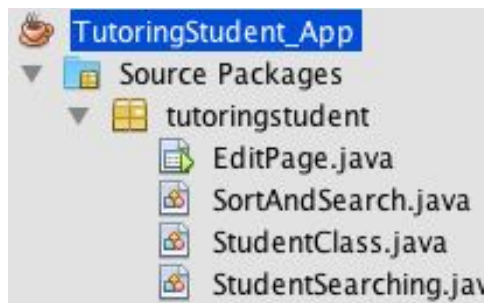 TutoringStudent_App
Source Packages
tutoringstudent
EditPage.java
SortAndSearch.java
StudentClass.java
StudentSearching.jav